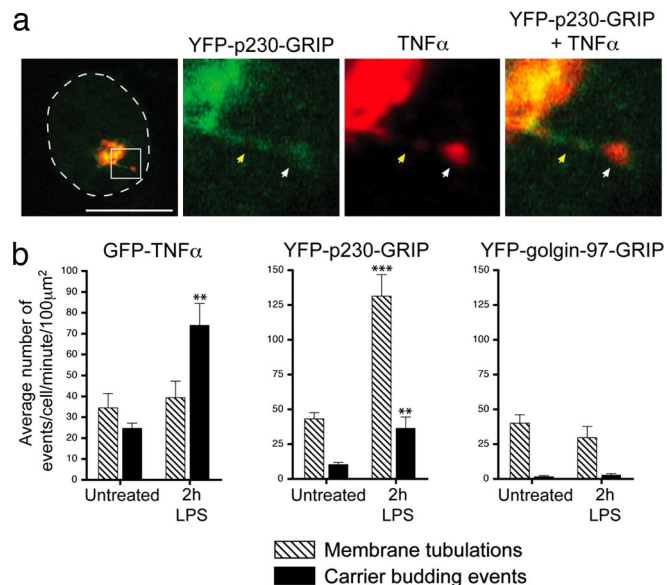 a
YFP-p230-GRIP
TNFα
YFP-p230-GRIP
+ TNFα
b
GFP-TNFα
YFP-p230-GRIP
YFP-golgin-97-GRIP
Average number of
events/cell/minute/100μm²
100
90
80
70
60
50
40
30
20
10
0
**
Untreated
2h
LPS
150
125
100
75
50
25
0
***
**
Untreated
2h
LPS
150
125
100
75
50
25
0
Untreated
2h
LPS
Membrane tubulations
Carrier budding events